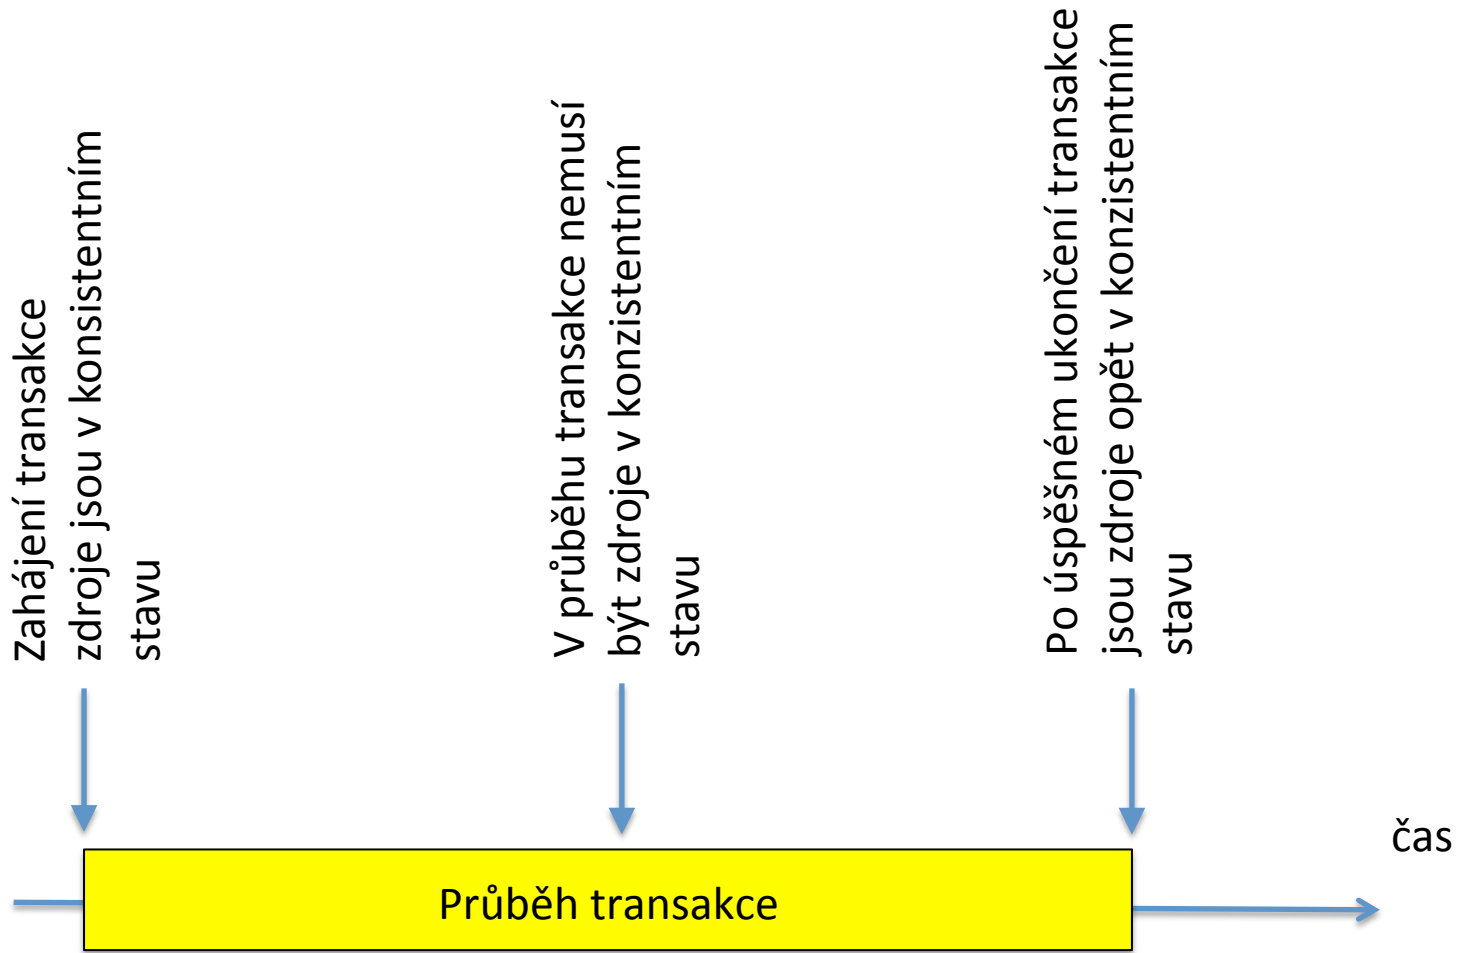 Zahájení transakce
zdroje jsou v konsistentním
stavu
V průběhu transakce nemusí
být zdroje v konzistentním
stavu
Po úspěšném ukončení transakce
jsou zdroje opět v konzistentním
stavu
čas
Průběh transakce